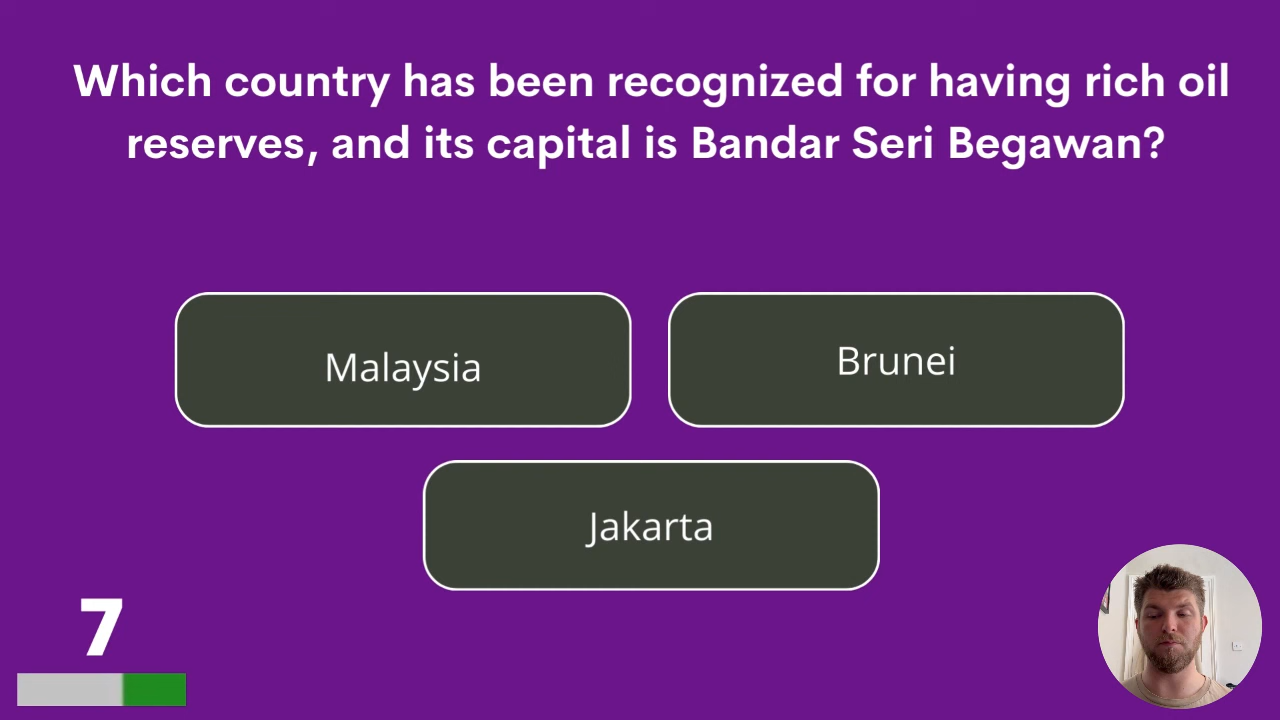 Which country has been recognized for having rich oil
reserves, and its capital is Bandar Seri Begawan?
Malaysia
Brunei
Jakarta
7